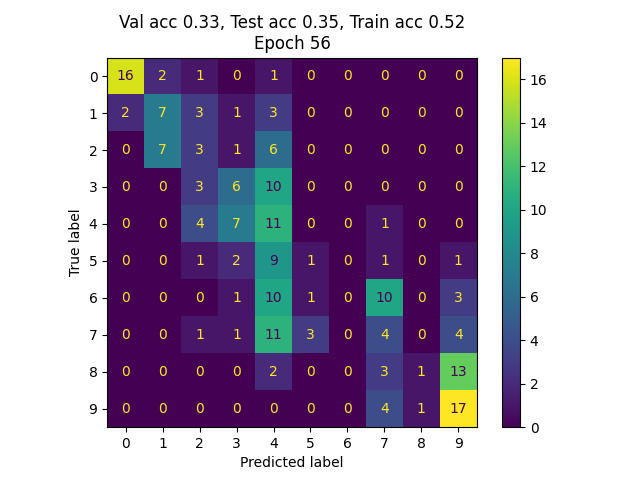 Val acc 0.33, Test acc 0.35, Train acc 0.52
Epoch 56
0 16 2 1 0 1 0 0 0 0 0
1 2 7 3 1 3 0 0 0 0 0
2 0 7 3 1 6 0 0 0 0 0
3 0 0 3 6 10 0 0 0 0 0
4 0 0 4 7 11 0 0 1 0 0
5 0 0 1 2 9 1 0 1 0 1
6 0 0 0 1 10 1 0 10 0 3
7 0 0 1 1 11 3 0 4 0 4
8 0 0 0 0 2 0 0 3 1 13
9 0 0 0 0 0 0 0 4 1 17
0 1 2 3 4 5 6 7 8 9
Predicted label
True label
16
14
12
10
8
6
4
2
0